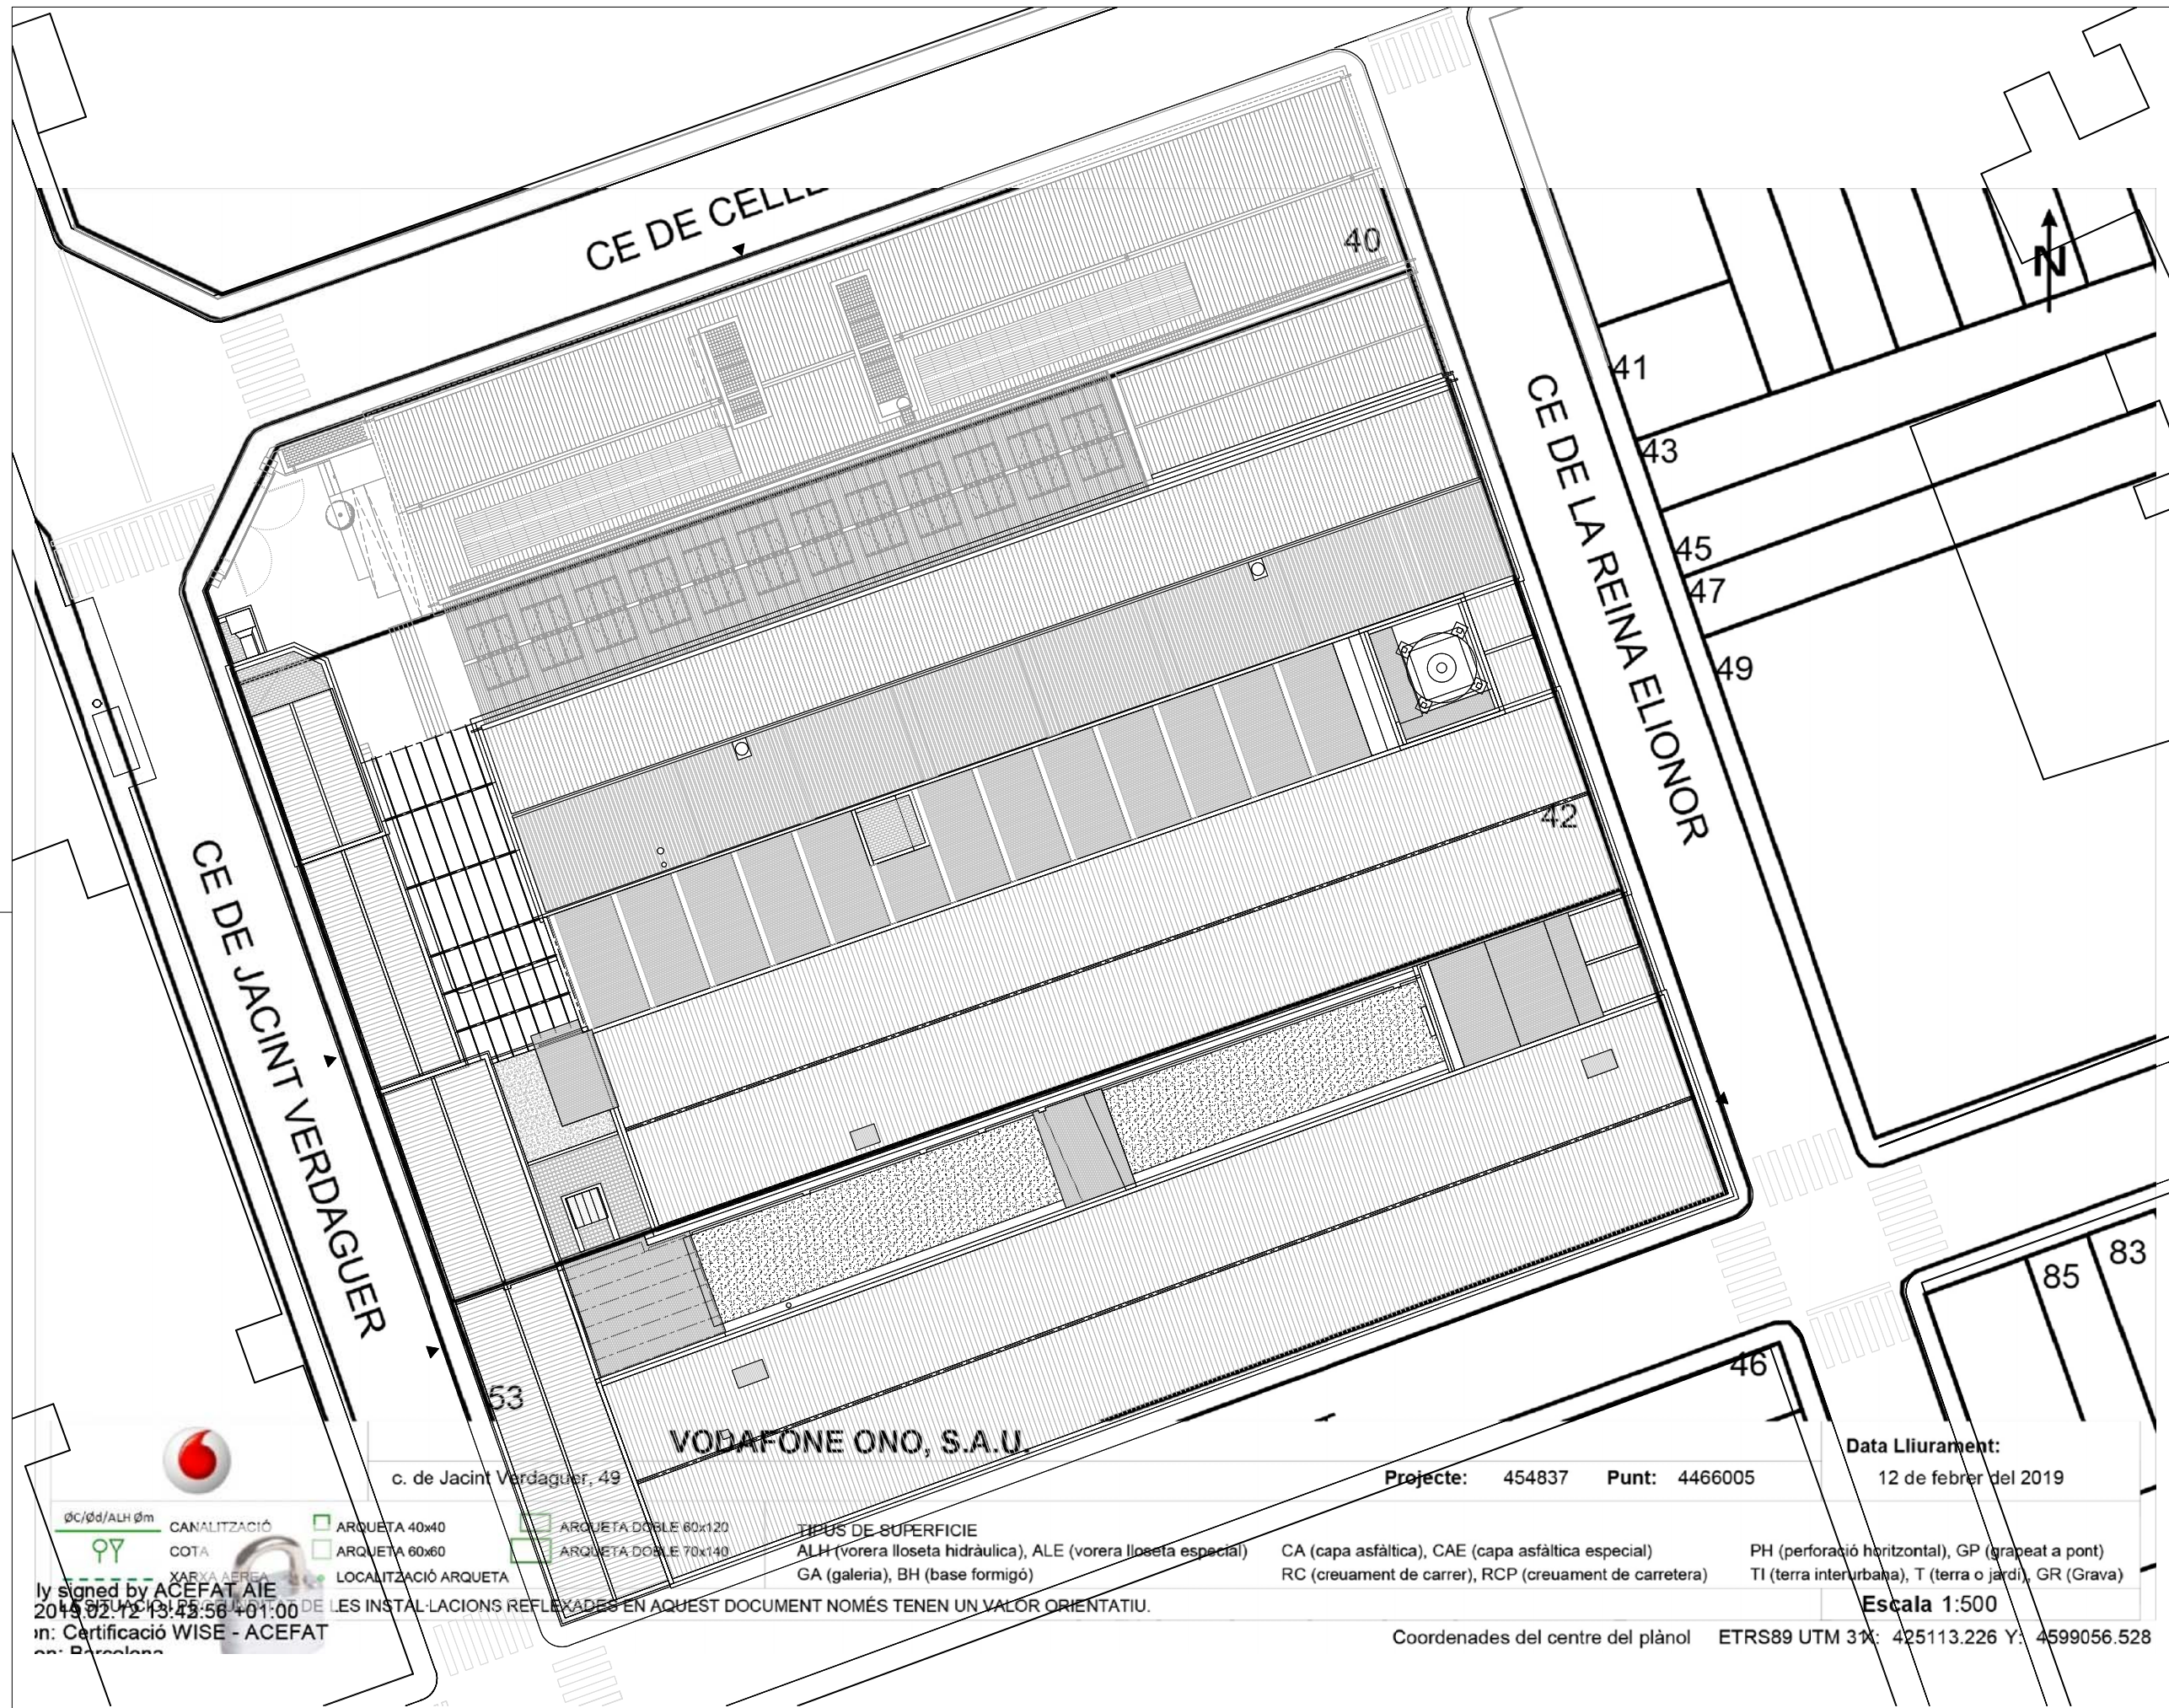 CE DE CELLE
40
N
41
43
CE DE LA REINA ELIONOR
45
47
49
42
CE DE JACINT VERDAGUER
83
85
46
53
VODAFONE ONO, S.A.U.
c. de Jacint Verdaguer, 49
Projecte: 454837 Punt: 4466005
Data Lliurament:
12 de febrer del 2019
ØC/Ød/ALH Øm CANALITZACIÓ
COTA
XARXA AEREA
ARQUETA 40x40
ARQUETA 60x60
LOCALITZACIÓ ARQUETA
ARQUETA DOBLE 60x120
ARQUETA DOBLE 70x140
TIPUS DE SUPERFICIE
ALH (vorera lloseta hidràulica), ALE (vorera lloseta especial)
GA (galeria), BH (base formigó)
CA (capa asfàltica), CAE (capa asfàltica especial)
RC (creuament de carrer), RCP (creuament de carretera)
PH (perforació horitzontal), GP (grapeat a pont)
TI (terra interurbana), T (terra o jardí), GR (Grava)
LA SITUACIÓ I PROFUNDITAT DE LES INSTAL·LACIONS REFLEXADES EN AQUEST DOCUMENT NOMÉS TENEN UN VALOR ORIENTATIU.
Escala 1:500
ly signed by ACEFAT AIE
2019.02.12 13:42:56 +01:00
n: Certificació WISE - ACEFAT
on: Barcelona
Coordenades del centre del plànol ETRS89 UTM 31X: 425113.226 Y: 4599056.528